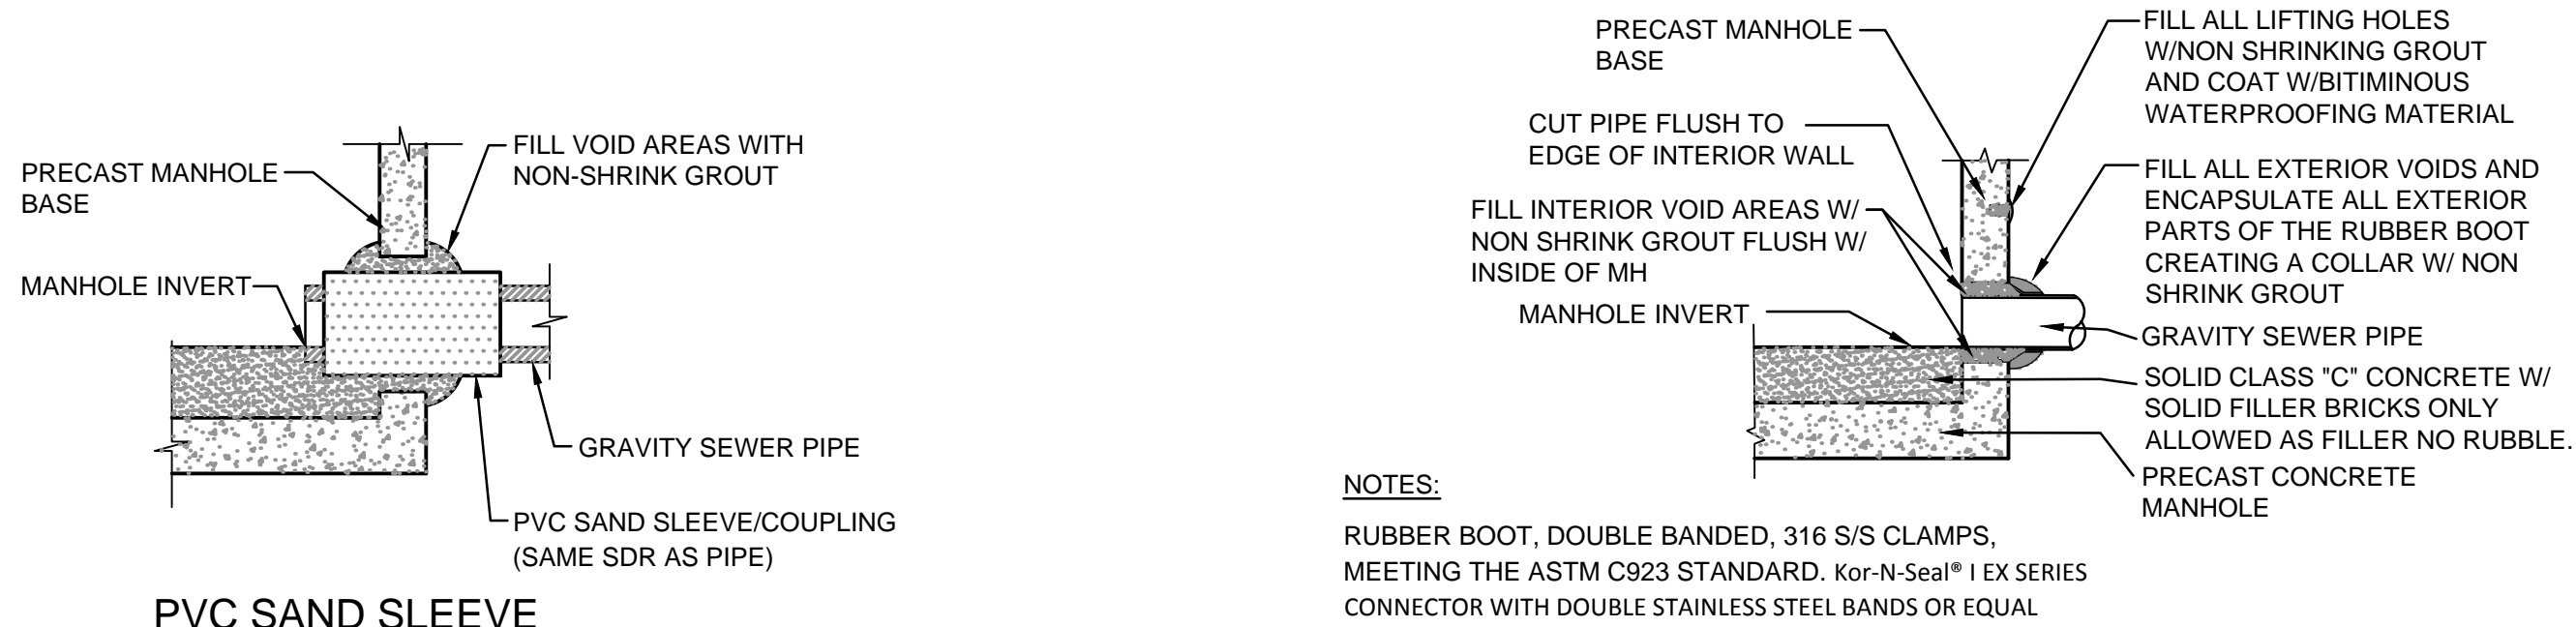 PRECAST MANHOLE
BASE
FILL VOID AREAS WITH
NON-SHRINK GROUT
MANHOLE INVERT
GRAVITY SEWER PIPE
PVC SAND SLEEVE/COUPLING
(SAME SDR AS PIPE)
PVC SAND SLEEVE
PRECAST MANHOLE
BASE
CUT PIPE FLUSH TO
EDGE OF INTERIOR WALL
FILL INTERIOR VOID AREAS W/
NON SHRINK GROUT FLUSH W/
INSIDE OF MH
MANHOLE INVERT
FILL ALL LIFTING HOLES
W/NON SHRINKING GROUT
AND COAT W/BITIMINOUS
WATERPROOFING MATERIAL
FILL ALL EXTERIOR VOIDS AND
ENCAPSULATE ALL EXTERIOR
PARTS OF THE RUBBER BOOT
CREATING A COLLAR W/ NON
SHRINK GROUT
GRAVITY SEWER PIPE
SOLID CLASS "C" CONCRETE W/
SOLID FILLER BRICKS ONLY
ALLOWED AS FILLER NO RUBBLE.
PRECAST CONCRETE
MANHOLE
NOTES:
RUBBER BOOT, DOUBLE BANDED, 316 S/S CLAMPS,
MEETING THE ASTM C923 STANDARD. Kor-N-Seal® I EX SERIES
CONNECTOR WITH DOUBLE STAINLESS STEEL BANDS OR EQUAL